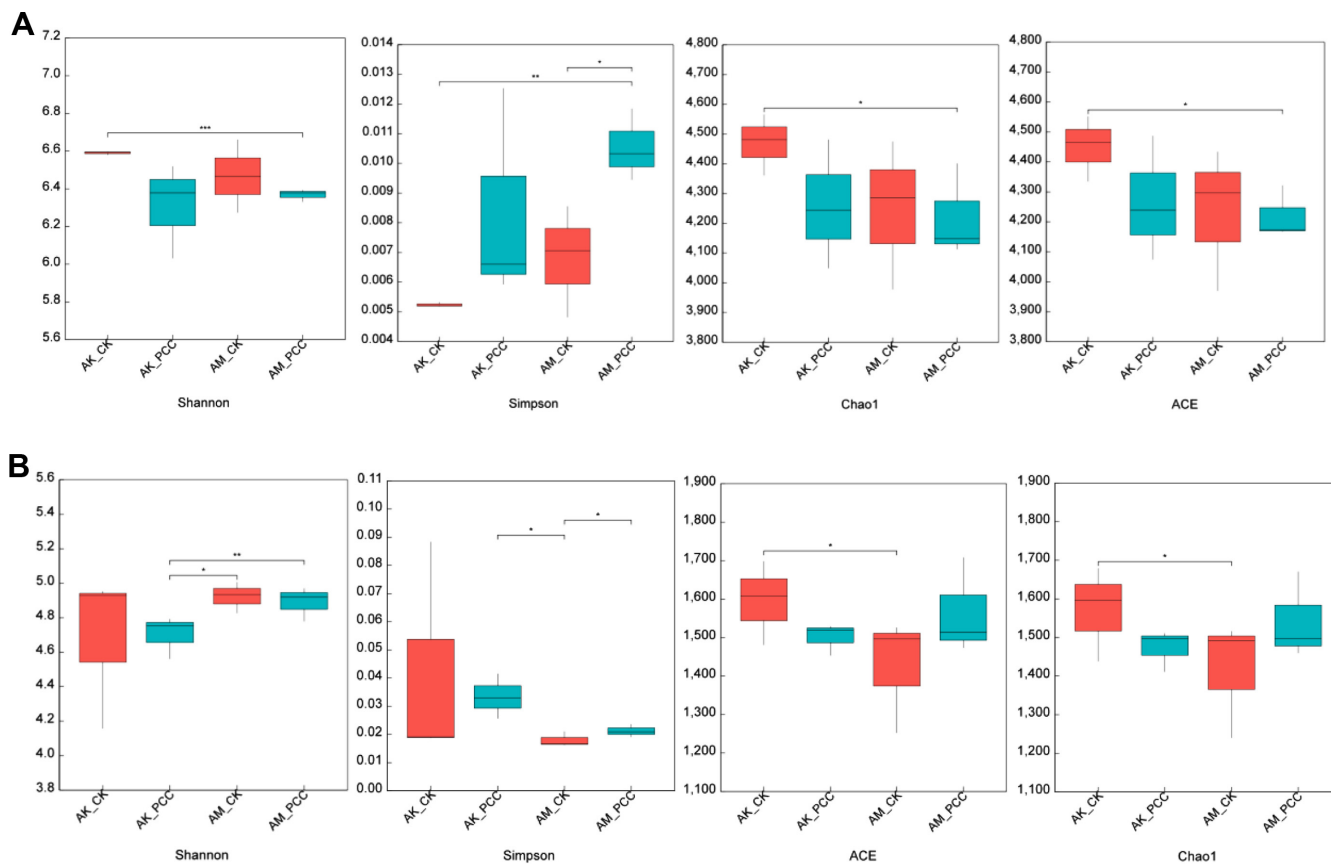 A
7.2
7.0
6.8
6.6
6.4
6.2
6.0
5.8
5.6
***
AK_CK
AK_PCC
AM_CK
AM_PCC
Shannon
0.014
0.013
0.012
0.011
0.010
0.009
0.008
0.007
0.006
0.005
0.004
**
*
AK_CK
AK_PCC
AM_CK
AM_PCC
Simpson
4,800
4,700
4,600
4,500
4,400
4,300
4,200
4,100
4,000
3,900
3,800
*
AK_CK
AK_PCC
AM_CK
AM_PCC
Chao1
4,800
4,700
4,600
4,500
4,400
4,300
4,200
4,100
4,000
3,900
3,800
*
AK_CK
AK_PCC
AM_CK
AM_PCC
ACE
B
5.6
5.4
5.2
5.0
4.8
4.6
4.4
4.2
4.0
3.8
**
*
AK_CK
AK_PCC
AM_CK
AM_PCC
Shannon
0.11
0.10
0.09
0.08
0.07
0.06
0.05
0.04
0.03
0.02
0.01
0.00
*
*
AK_CK
AK_PCC
AM_CK
AM_PCC
Simpson
1,900
1,800
1,700
1,600
1,500
1,400
1,300
1,200
1,100
*
AK_CK
AK_PCC
AM_CK
AM_PCC
ACE
1,900
1,800
1,700
1,600
1,500
1,400
1,300
1,200
1,100
*
AK_CK
AK_PCC
AM_CK
AM_PCC
Chao1